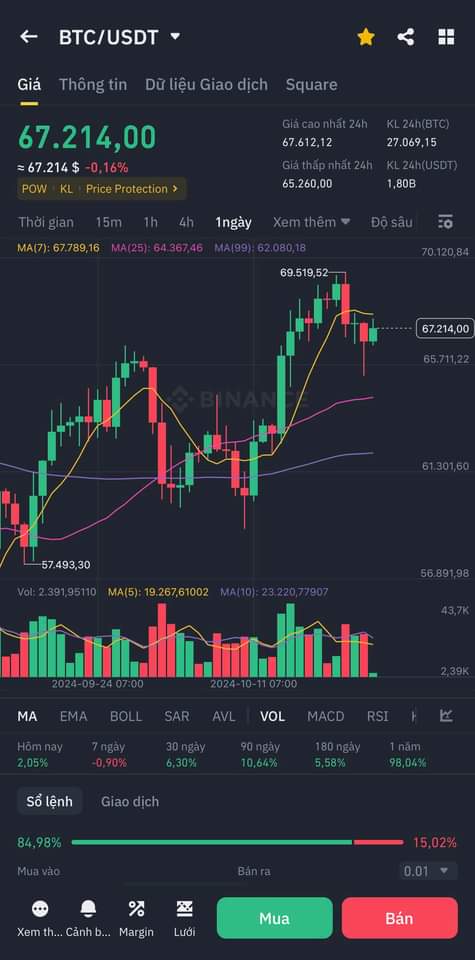 BTC/USDT
Giá Thông tin Dữ liệu Giao dịch Square
67.214,00
≈ 67.214 $ -0,16%
POW KL Price Protection
Giá cao nhất 24h KL 24h(BTC)
67.612,12 27.069,15
Giá thấp nhất 24h KL 24h(USDT)
65.260,00 1,80B
Thời gian 15m 1h 4h 1ngày Xem thêm Độ sâu
MA(7): 67.789,16 MA(25): 64.367,46 MA(99): 62.080,18
70.120,84
69.519,52
67.214,00
65.711,22
BINANCE
61.301,60
57.493,30
56.891,98
Vol: 2.391,95110 MA(5): 19.267,61002 MA(10): 23.220,77907
43,7K
2,39K
2024-09-24 07:00 2024-10-11 07:00
MA EMA BOLL SAR AVL VOL MACD RSI
Hôm nay 7 ngày 30 ngày 90 ngày 180 ngày 1 năm
2,05% -0,90% 6,30% 10,64% 5,58% 98,04%
Sổ lệnh Giao dịch
84,98% 15,02%
Mua vào Bán ra 0.01
Xem th... Cảnh b... Margin Lưới Mua Bán